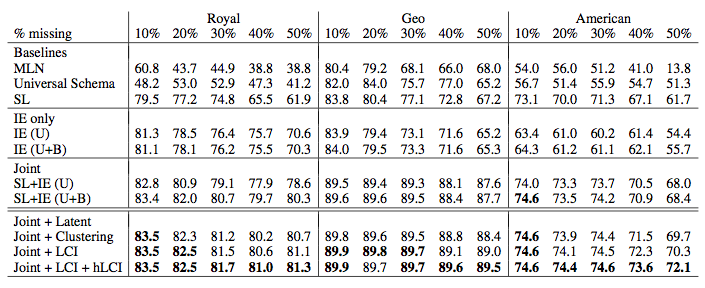 Royal Geo American
% missing 10% 20% 30% 40% 50% 10% 20% 30% 40% 50% 10% 20% 30% 40% 50%
Baselines
MLN 60.8 43.7 44.9 38.8 38.8 80.4 79.2 68.1 66.0 68.0 54.0 56.0 51.2 41.0 13.8
Universal Schema 48.2 53.0 52.9 47.3 41.2 82.0 84.0 75.7 77.0 65.2 56.7 51.4 55.9 54.7 51.3
SL 79.5 77.2 74.8 65.5 61.9 83.8 80.4 77.1 72.8 67.2 73.1 70.0 71.3 67.1 61.7
IE only
IE (U) 81.3 78.5 76.4 75.7 70.6 83.9 79.4 73.1 71.6 65.2 63.4 61.0 60.2 61.4 54.4
IE (U+B) 81.1 78.1 76.2 75.5 70.3 84.0 79.5 73.3 71.6 65.3 64.3 61.2 61.1 62.1 55.7
Joint
SL+IE (U) 82.8 80.9 79.1 77.9 78.6 89.5 89.4 89.3 88.1 87.6 74.0 73.3 73.7 70.5 68.0
SL+IE (U+B) 83.4 82.0 80.7 79.7 80.3 89.6 89.6 89.5 88.4 87.7 74.6 73.5 74.2 70.9 68.4
Joint + Latent
Joint + Clustering 83.5 82.3 81.2 80.2 80.7 89.8 89.6 89.5 88.8 88.4 74.6 73.9 74.4 71.5 69.7
Joint + LCI 83.5 82.5 81.5 80.6 81.1 89.9 89.8 89.7 89.1 89.0 74.6 74.1 74.5 72.3 70.3
Joint + LCI + hLCI 83.5 82.5 81.7 81.0 81.3 89.9 89.7 89.7 89.6 89.5 74.6 74.4 74.6 73.6 72.1